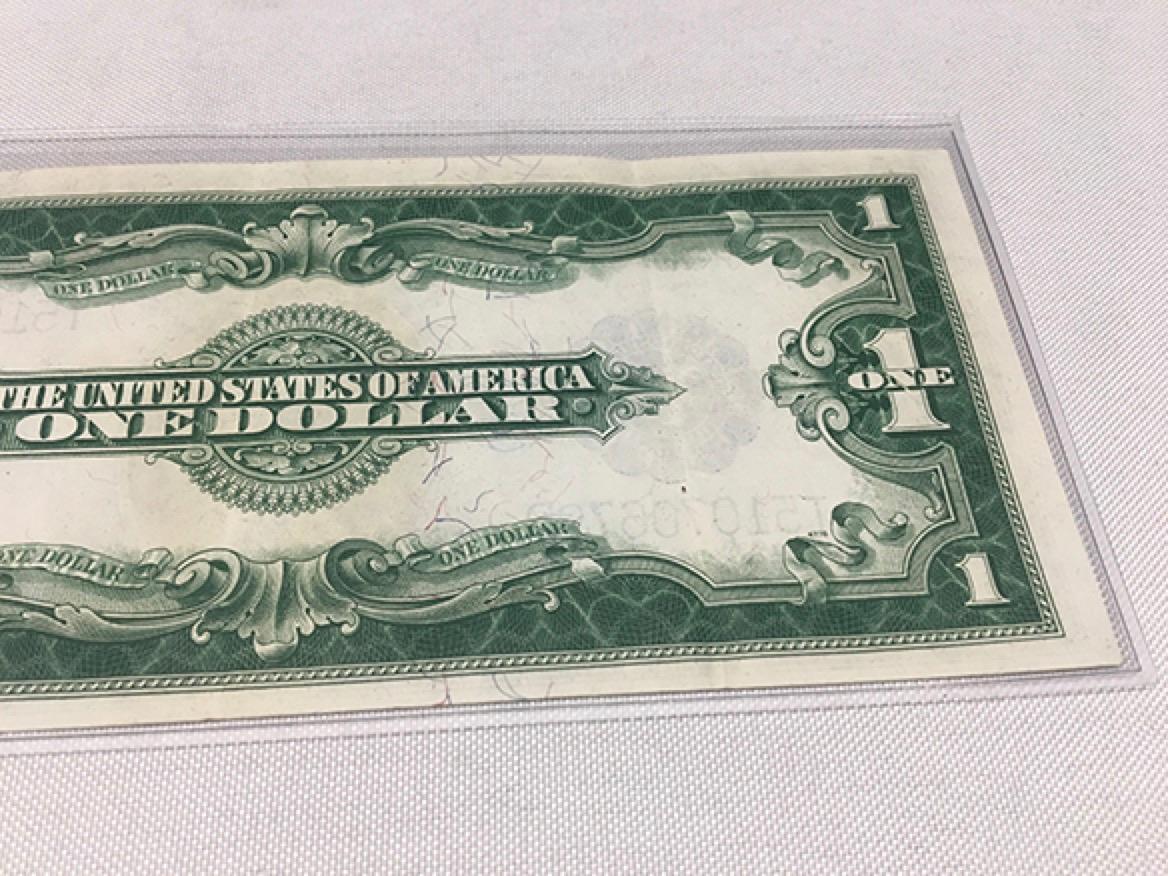 1
ONE DOLLAR ONE DOLLAR
THE UNITED STATES OF AMERICA
ONE DOLLAR
1
ONE
ONE DOLLAR ONE DOLLAR
1